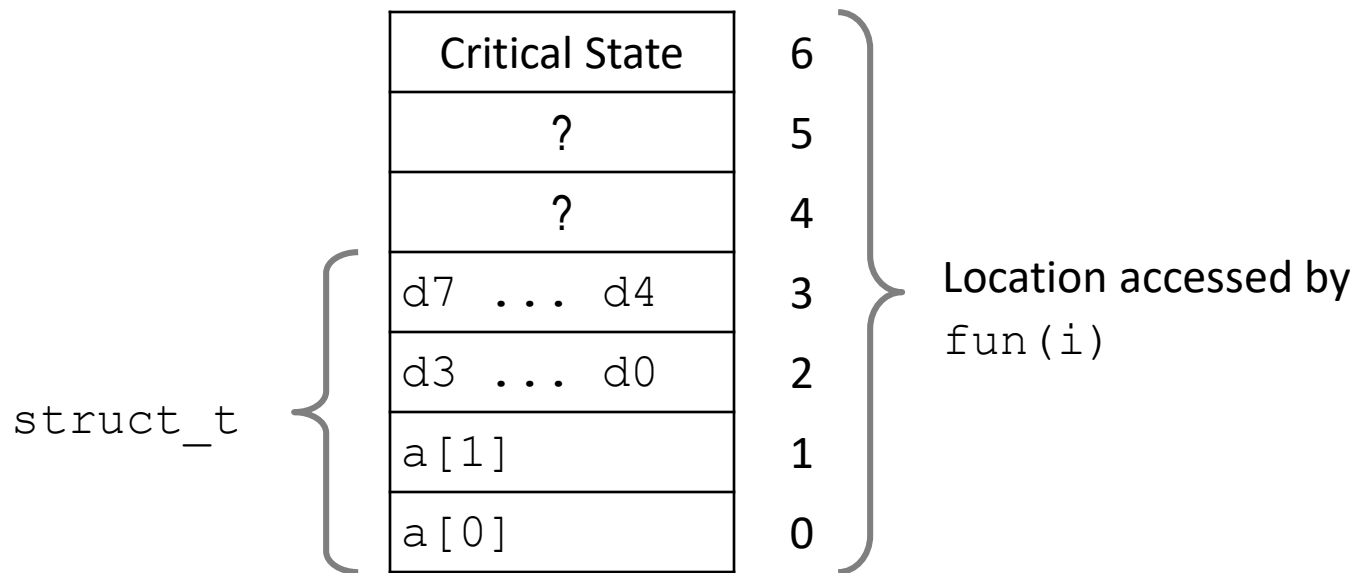 Critical State 6
? 5
? 4
d7 ... d4 3
Location accessed by
fun(i)
d3 ... d0 2
struct_t
a[1] 1
a[0] 0